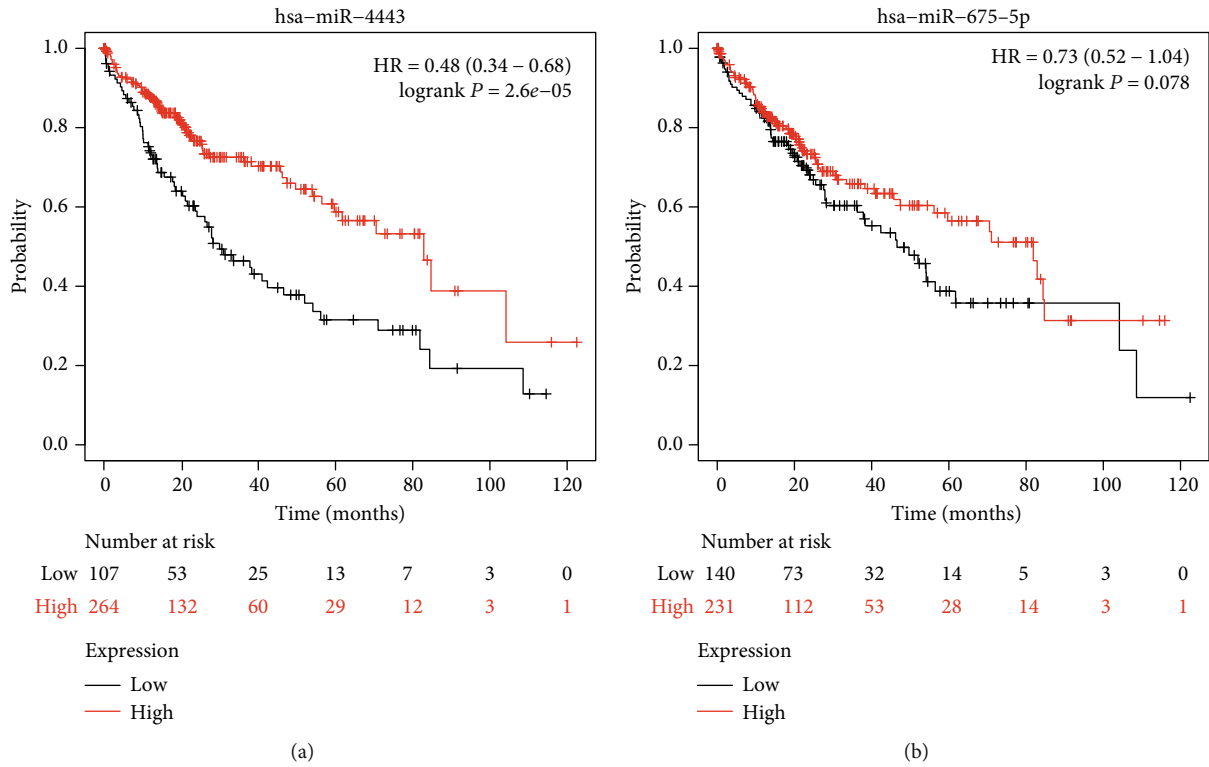 hsa–miR–4443
HR = 0.48 (0.34 – 0.68)
logrank P = 2.6e–05
Probability
1.0
0.8
0.6
0.4
0.2
0.0
0 20 40 60 80 100 120
Time (months)
Number at risk
Low 107 53 25 13 7 3 0
High 264 132 60 29 12 3 1
Expression
Low
High
(a)
hsa–miR–675–5p
HR = 0.73 (0.52 – 1.04)
logrank P = 0.078
Probability
1.0
0.8
0.6
0.4
0.2
0.0
0 20 40 60 80 100 120
Time (months)
Number at risk
Low 140 73 32 14 5 3 0
High 231 112 53 28 14 3 1
Expression
Low
High
(b)